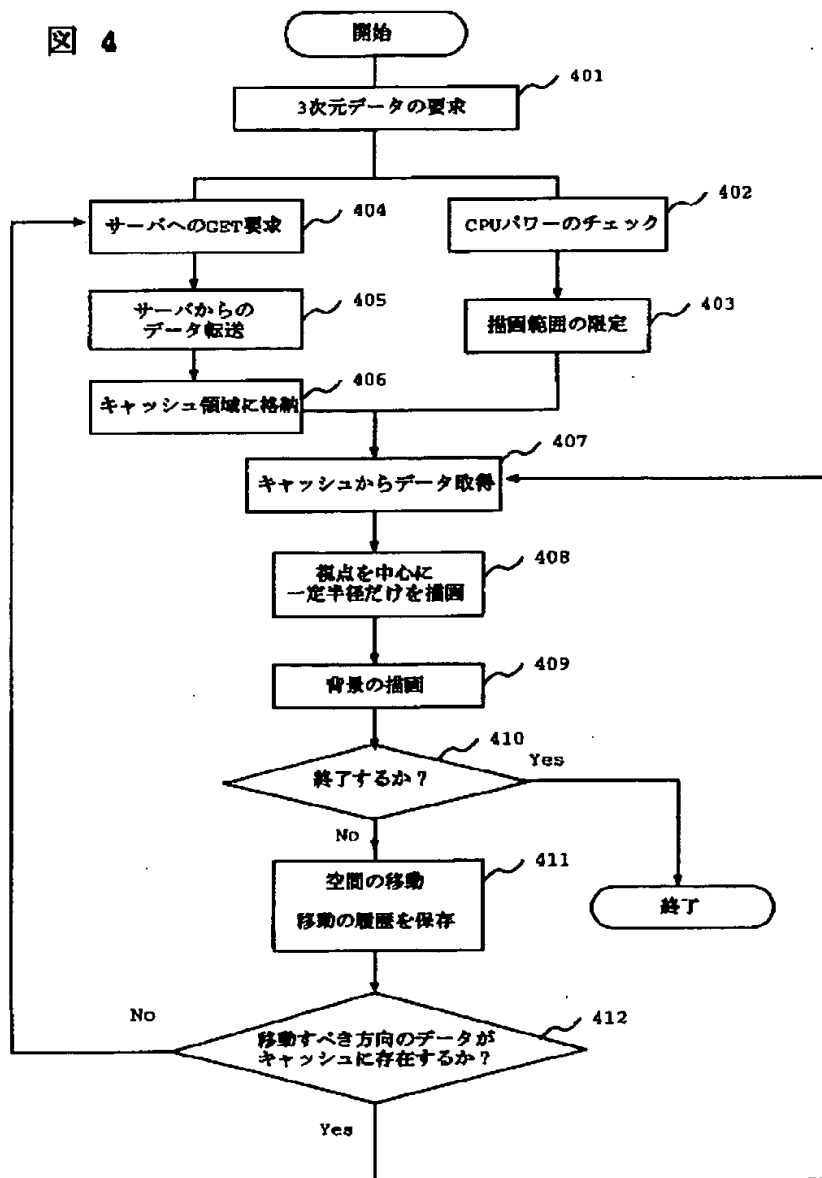 図 4
開始
401
3次元データの要求
402
サーバへのGET要求
404
CPUパワーのチェック
405
サーバからの
データ転送
403
描画範囲の限定
406
キャッシュ領域に格納
407
キャッシュからデータ取得
408
視点を中心に
一定半径だけを描画
409
背景の描画
410
終了するか?
Yes
No
411
空間の移動
移動の履歴を保存
終了
No
412
移動すべき方向のデータが
キャッシュに存在するか?
Yes